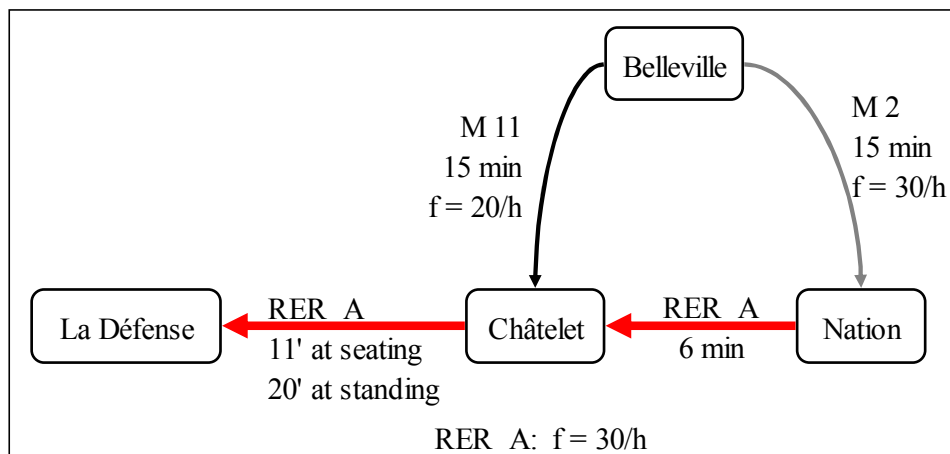 Belleville
M 11
15 min
f = 20/h
M 2
15 min
f = 30/h
La Défense
RER A
11' at seating
20' at standing
Châtelet
RER A
6 min
Nation
RER A: f = 30/h